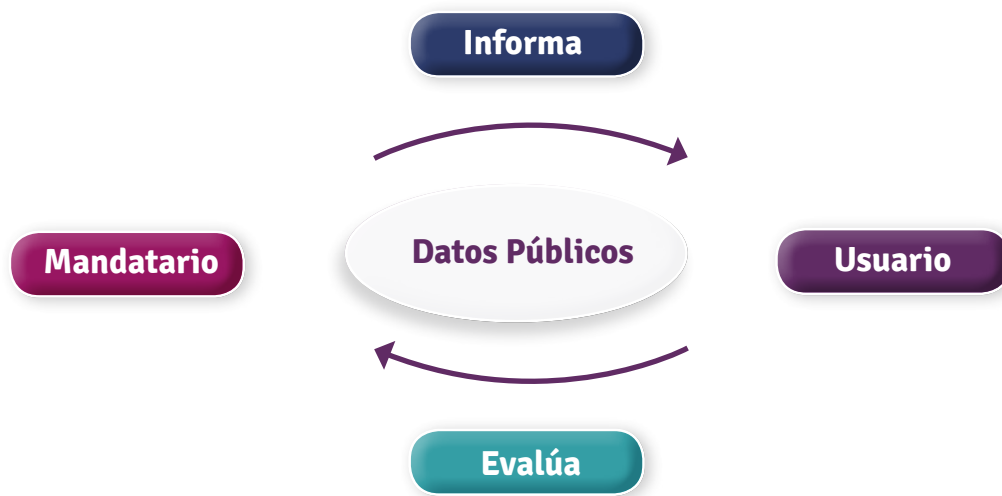 Informa
Mandatario
Datos Públicos
Usuario
Evalúa